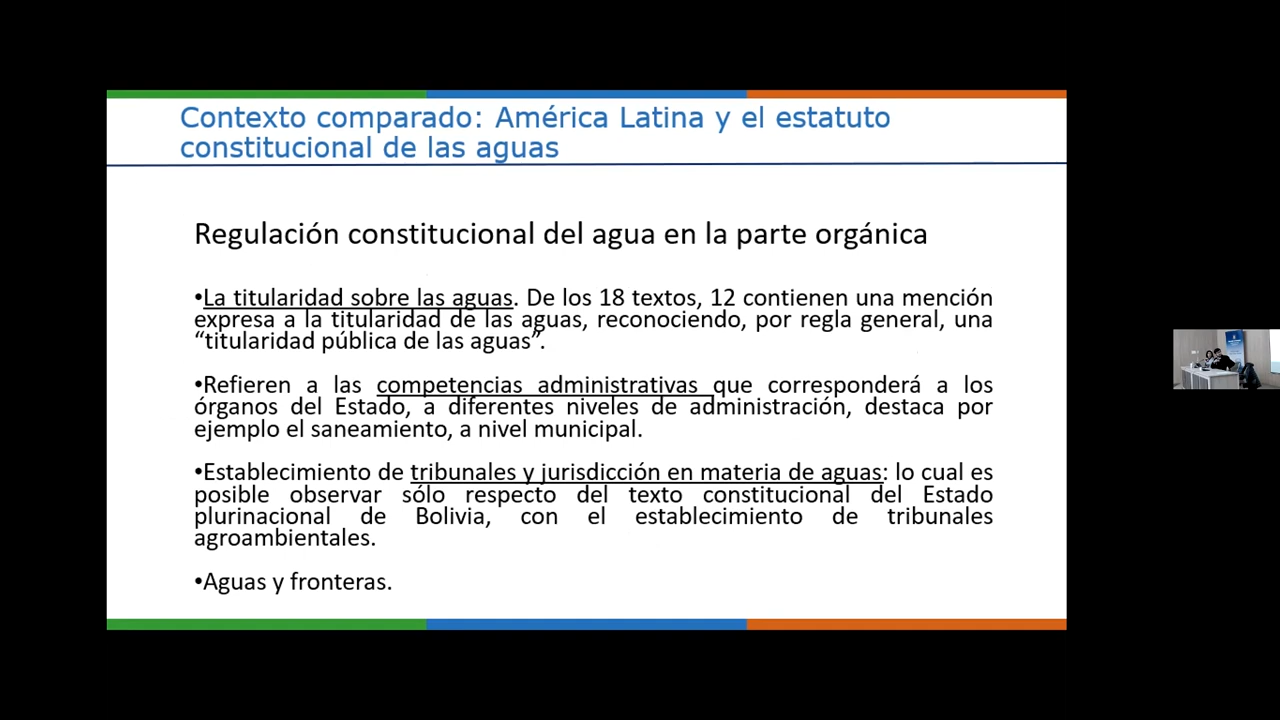 Contexto comparado: América Latina y el estatuto
constitucional de las aguas
Regulación constitucional del agua en la parte orgánica
•La titularidad sobre las aguas. De los 18 textos, 12 contienen una mención
expresa a la titularidad de las aguas, reconociendo, por regla general, una
“titularidad pública de las aguas”.
•Refieren a las competencias administrativas que corresponderá a los
órganos del Estado, a diferentes niveles de administración, destaca por
ejemplo el saneamiento, a nivel municipal.
•Establecimiento de tribunales y jurisdicción en materia de aguas: lo cual es
posible observar sólo respecto del texto constitucional del Estado
plurinacional de Bolivia, con el establecimiento de tribunales
agroambientales.
•Aguas y fronteras.